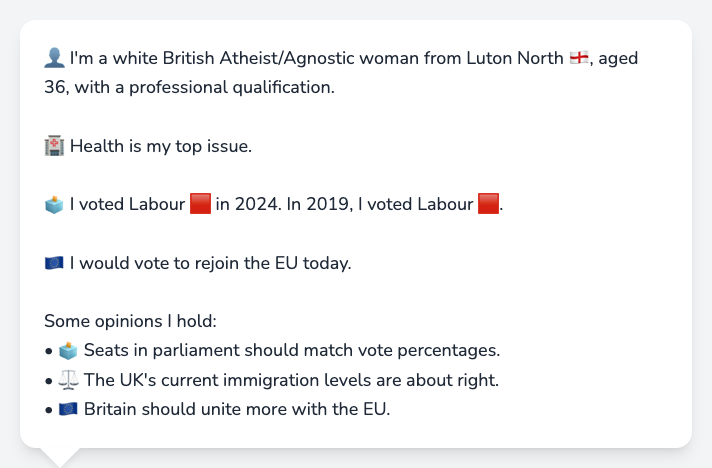 👤 I'm a white British Atheist/Agnostic woman from Luton North 🏴󠁧󠁢󠁥󠁮󠁧󠁿, aged
36, with a professional qualification.
🏥 Health is my top issue.
🗳️ I voted Labour 🟥 in 2024. In 2019, I voted Labour 🟥.
🇪🇺 I would vote to rejoin the EU today.
Some opinions I hold:
• 🗳️ Seats in parliament should match vote percentages.
• ⚖️ The UK's current immigration levels are about right.
• 🇪🇺 Britain should unite more with the EU.